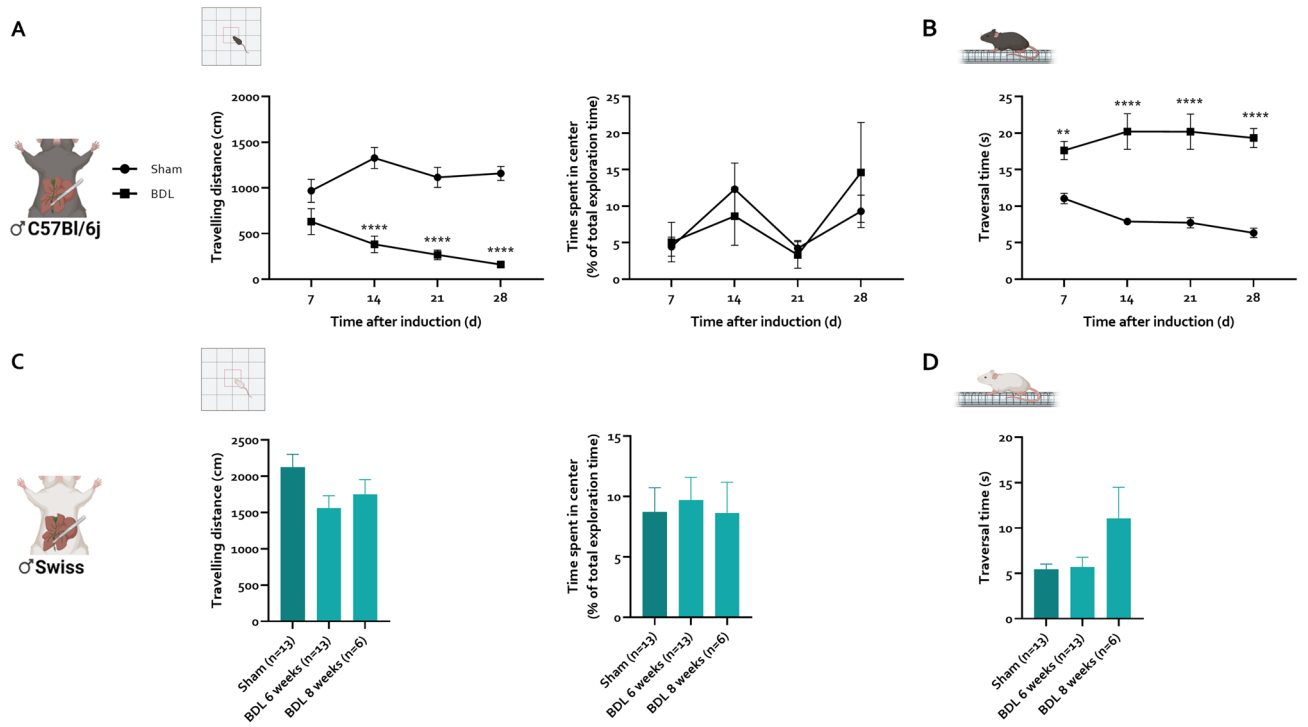 A
B
Travelling distance (cm)
2000
1500
1000
500
0
**** **** ****
7 14 21 28
Time after induction (d)
Sham
BDL
♂C57Bl/6j
Time spent in center
(% of total exploration time)
25
20
15
10
5
0
7 14 21 28
Time after induction (d)
Traversal time (s)
25
20
15
10
5
0
** **** **** ****
7 14 21 28
Time after induction (d)
C
D
♂Swiss
Travelling distance (cm)
2500
2000
1500
1000
500
0
Sham (n=13)
BDL 6 weeks (n=13)
BDL 8 weeks (n=6)
Time spent in center
(% of total exploration time)
15
10
5
0
Sham (n=13)
BDL 6 weeks (n=13)
BDL 8 weeks (n=6)
Traversal time (s)
20
15
10
5
0
Sham (n=13)
BDL 6 weeks (n=13)
BDL 8 weeks (n=6)